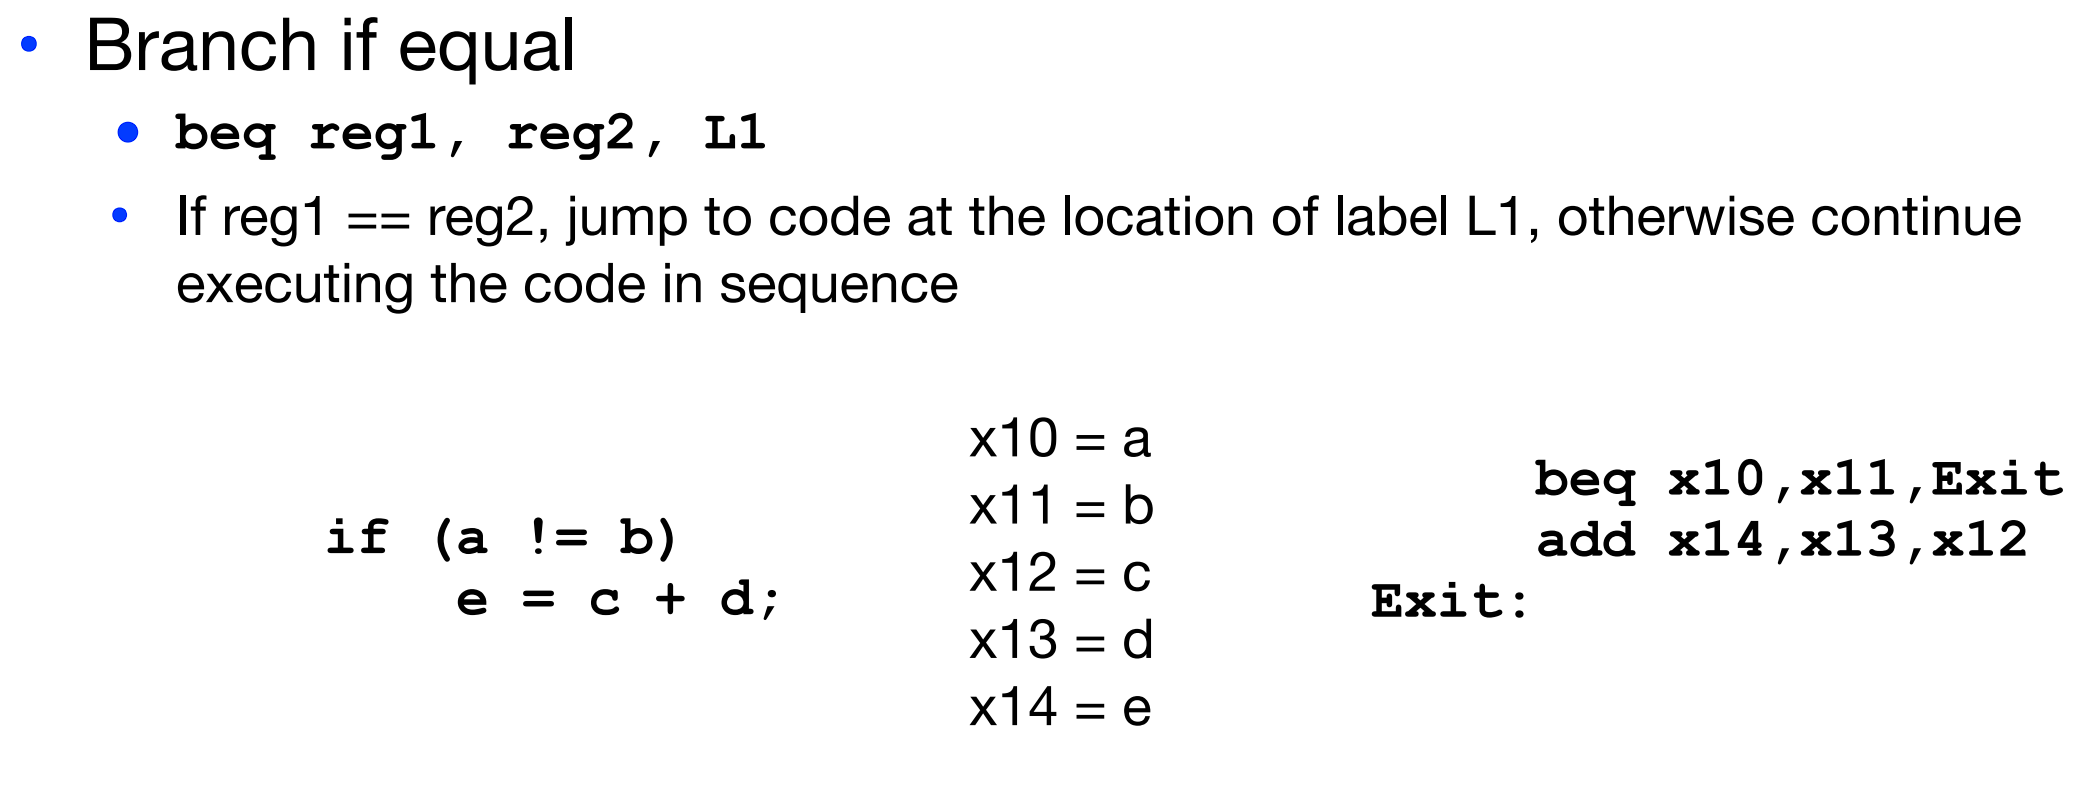 • Branch if equal
• beq reg1, reg2, L1
• If reg1 == reg2, jump to code at the location of label L1, otherwise continue
executing the code in sequence
if (a != b)
e = c + d;
x10 = a
x11 = b
x12 = c
x13 = d
x14 = e
beq x10,x11,Exit
add x14,x13,x12
Exit: